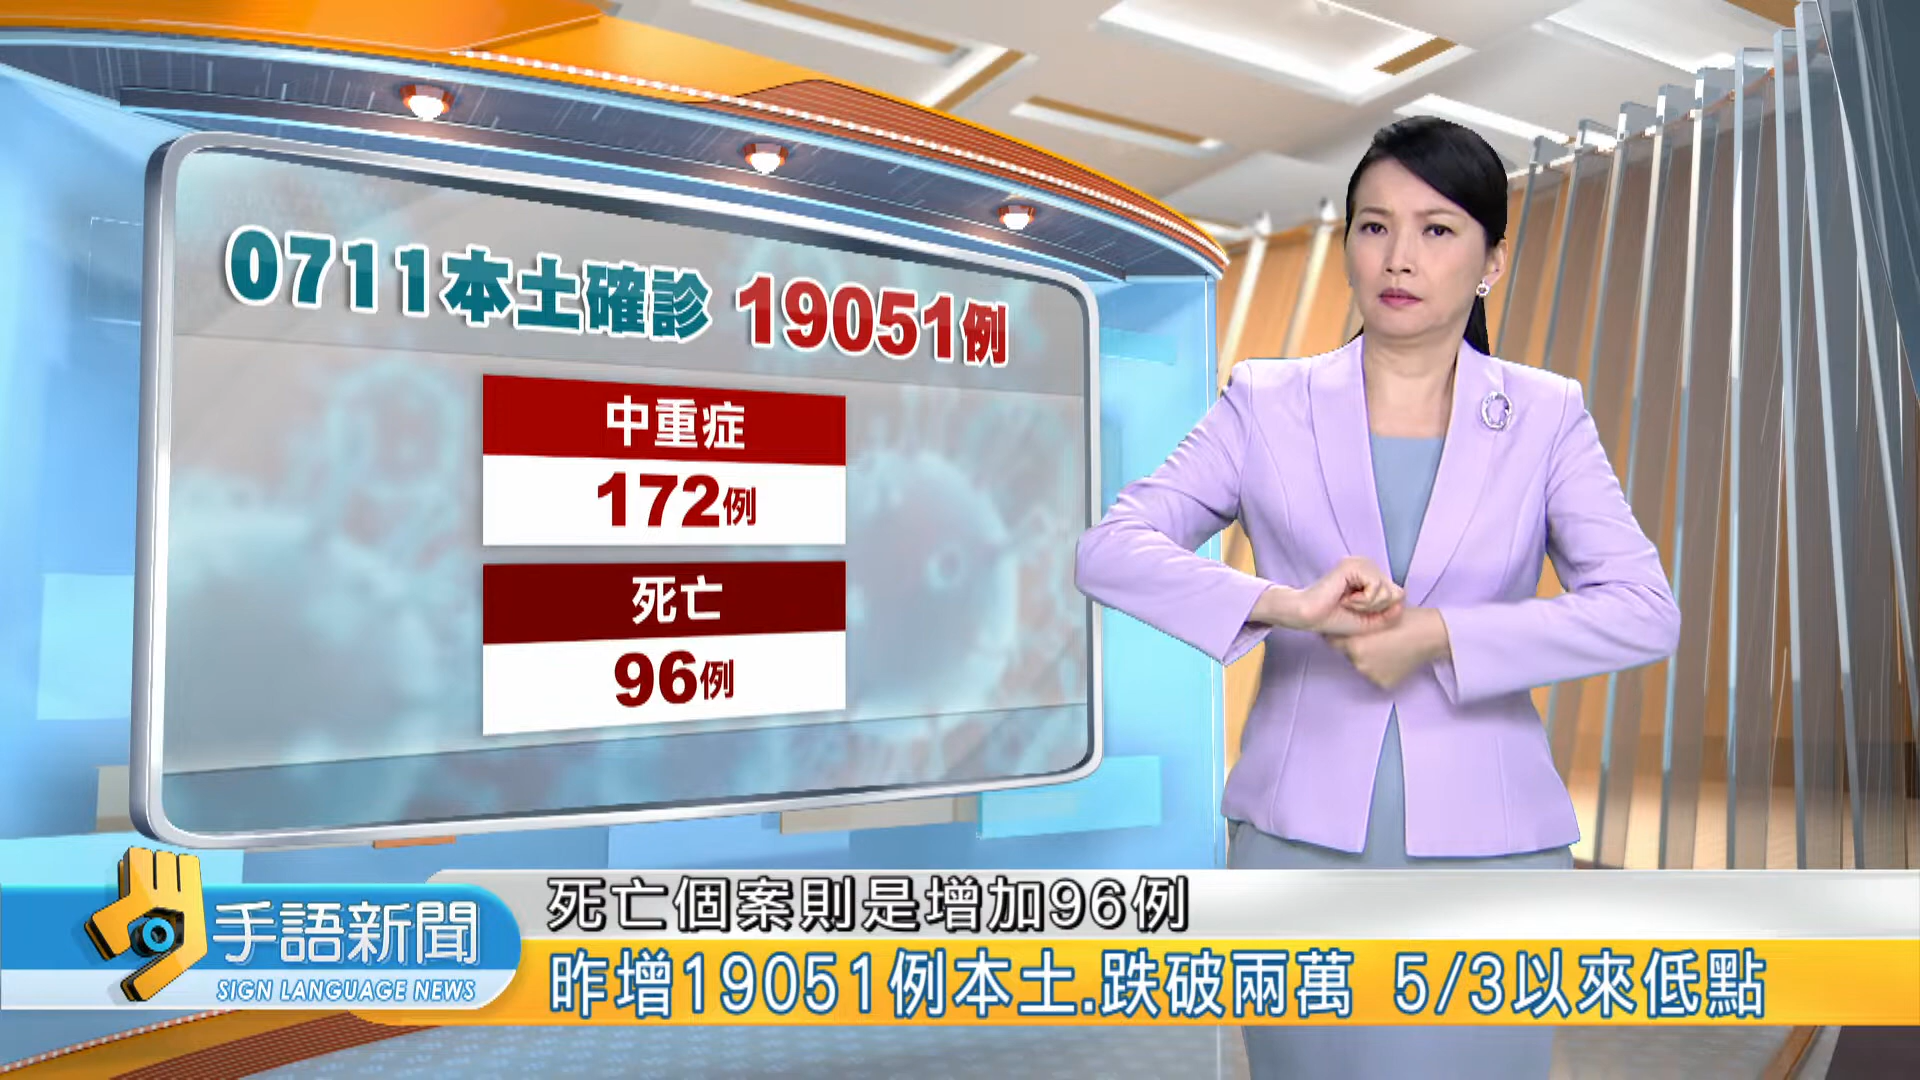 0711本土確診 19051例
中重症
172例
死亡
96例
死亡個案則是增加96例
手語新聞
SIGN LANGUAGE NEWS
昨增19051例本土.跌破兩萬 5/3以來低點